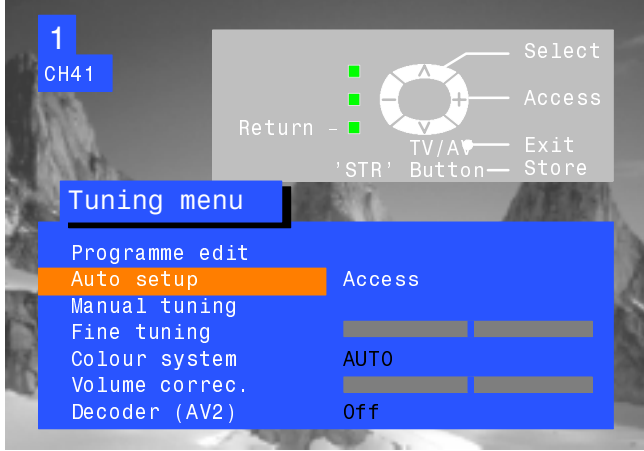 1
CH41
Select
Access
Return
TV/AV Exit
'STR' Button Store
Tuning menu
Programme edit
Auto setup Access
Manual tuning
Fine tuning
Colour system AUTO
Volume correc.
Decoder (AV2) Off